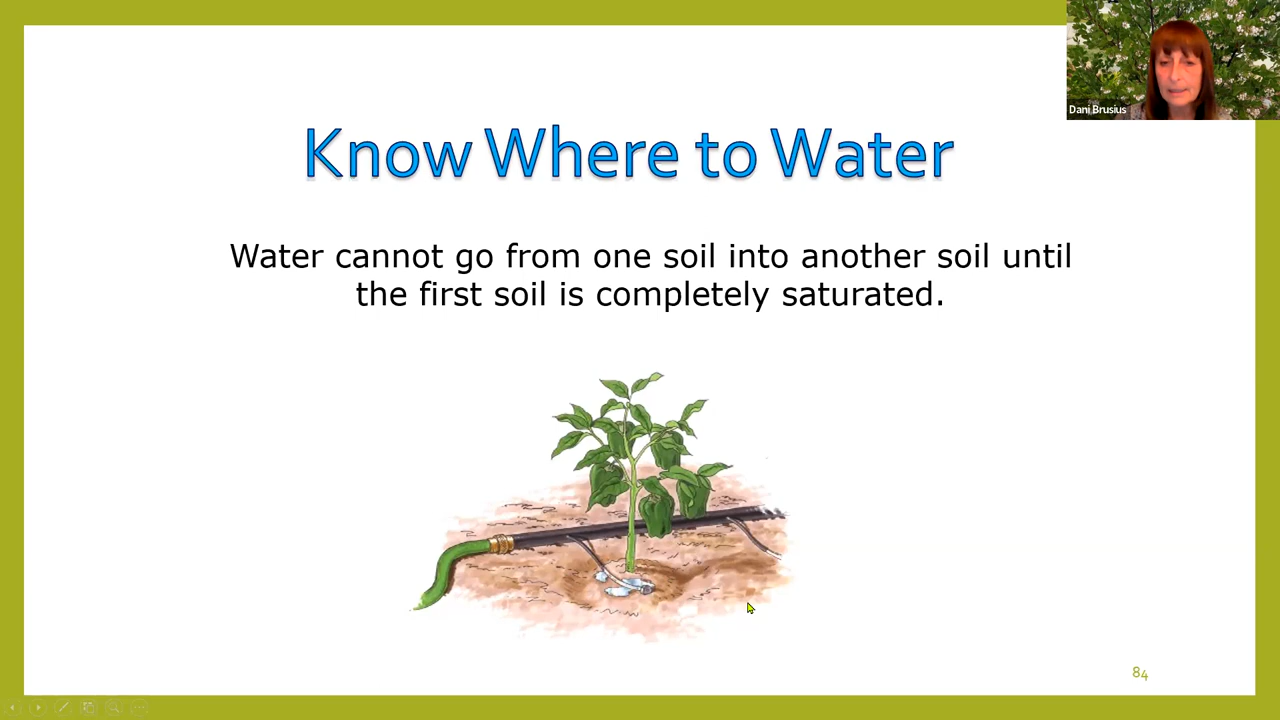 Dani Brusius
Know Where to Water
Water cannot go from one soil into another soil until
the first soil is completely saturated.
84